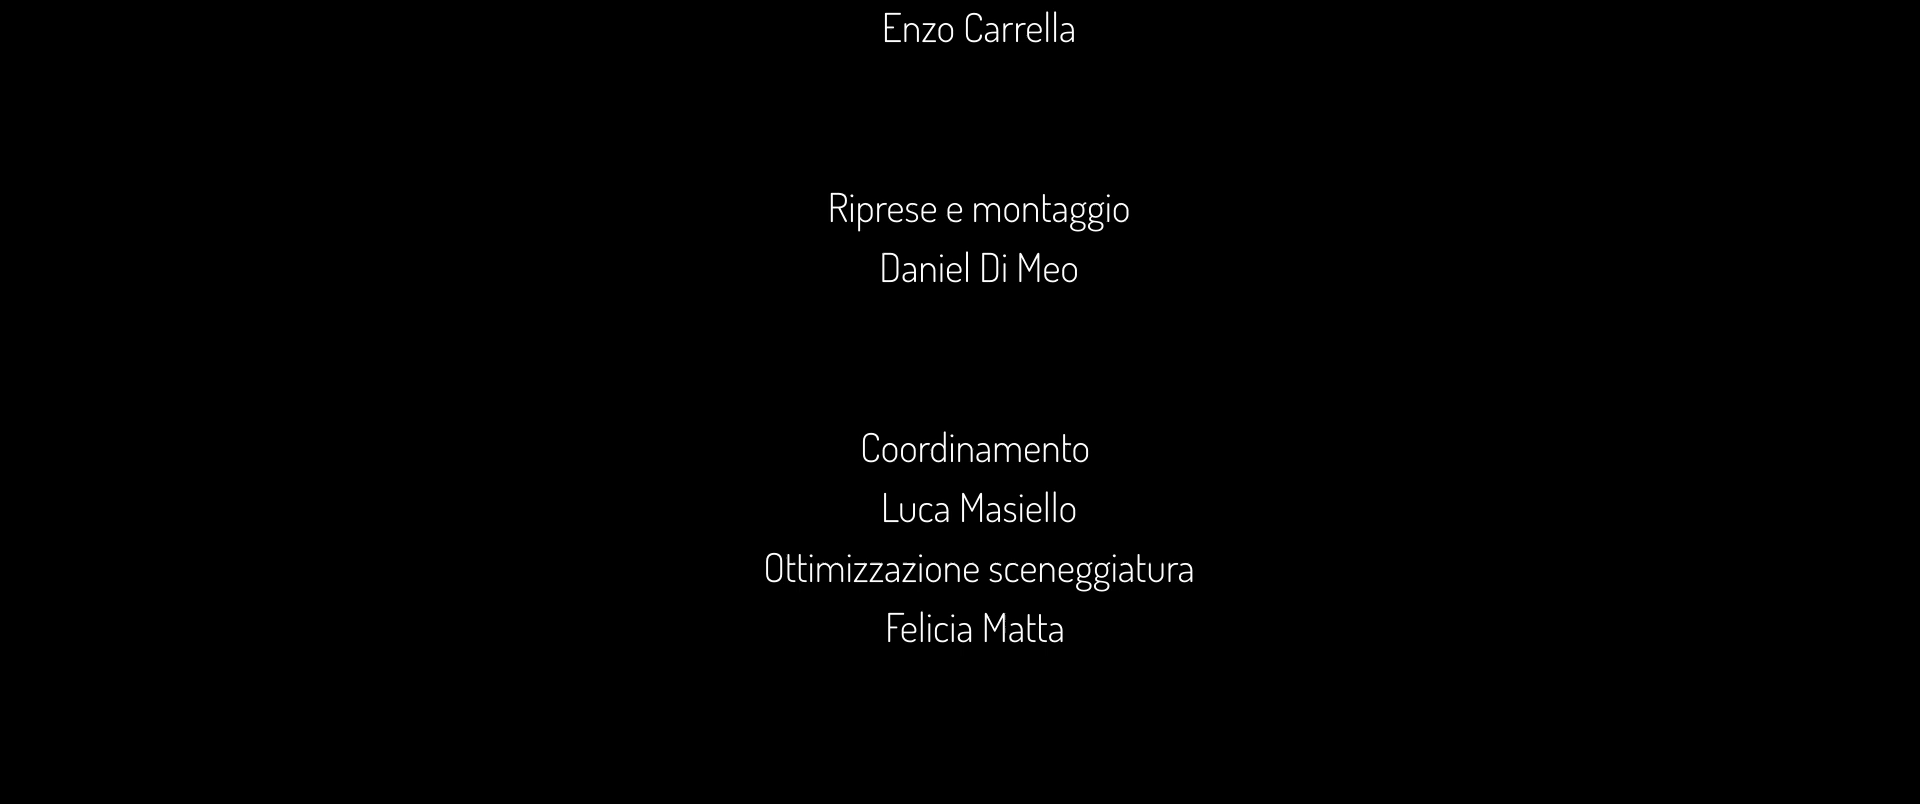 Enzo Carrella
Riprese e montaggio
Daniel Di Meo
Coordinamento
Luca Masiello
Ottimizzazione sceneggiatura
Felicia Matta